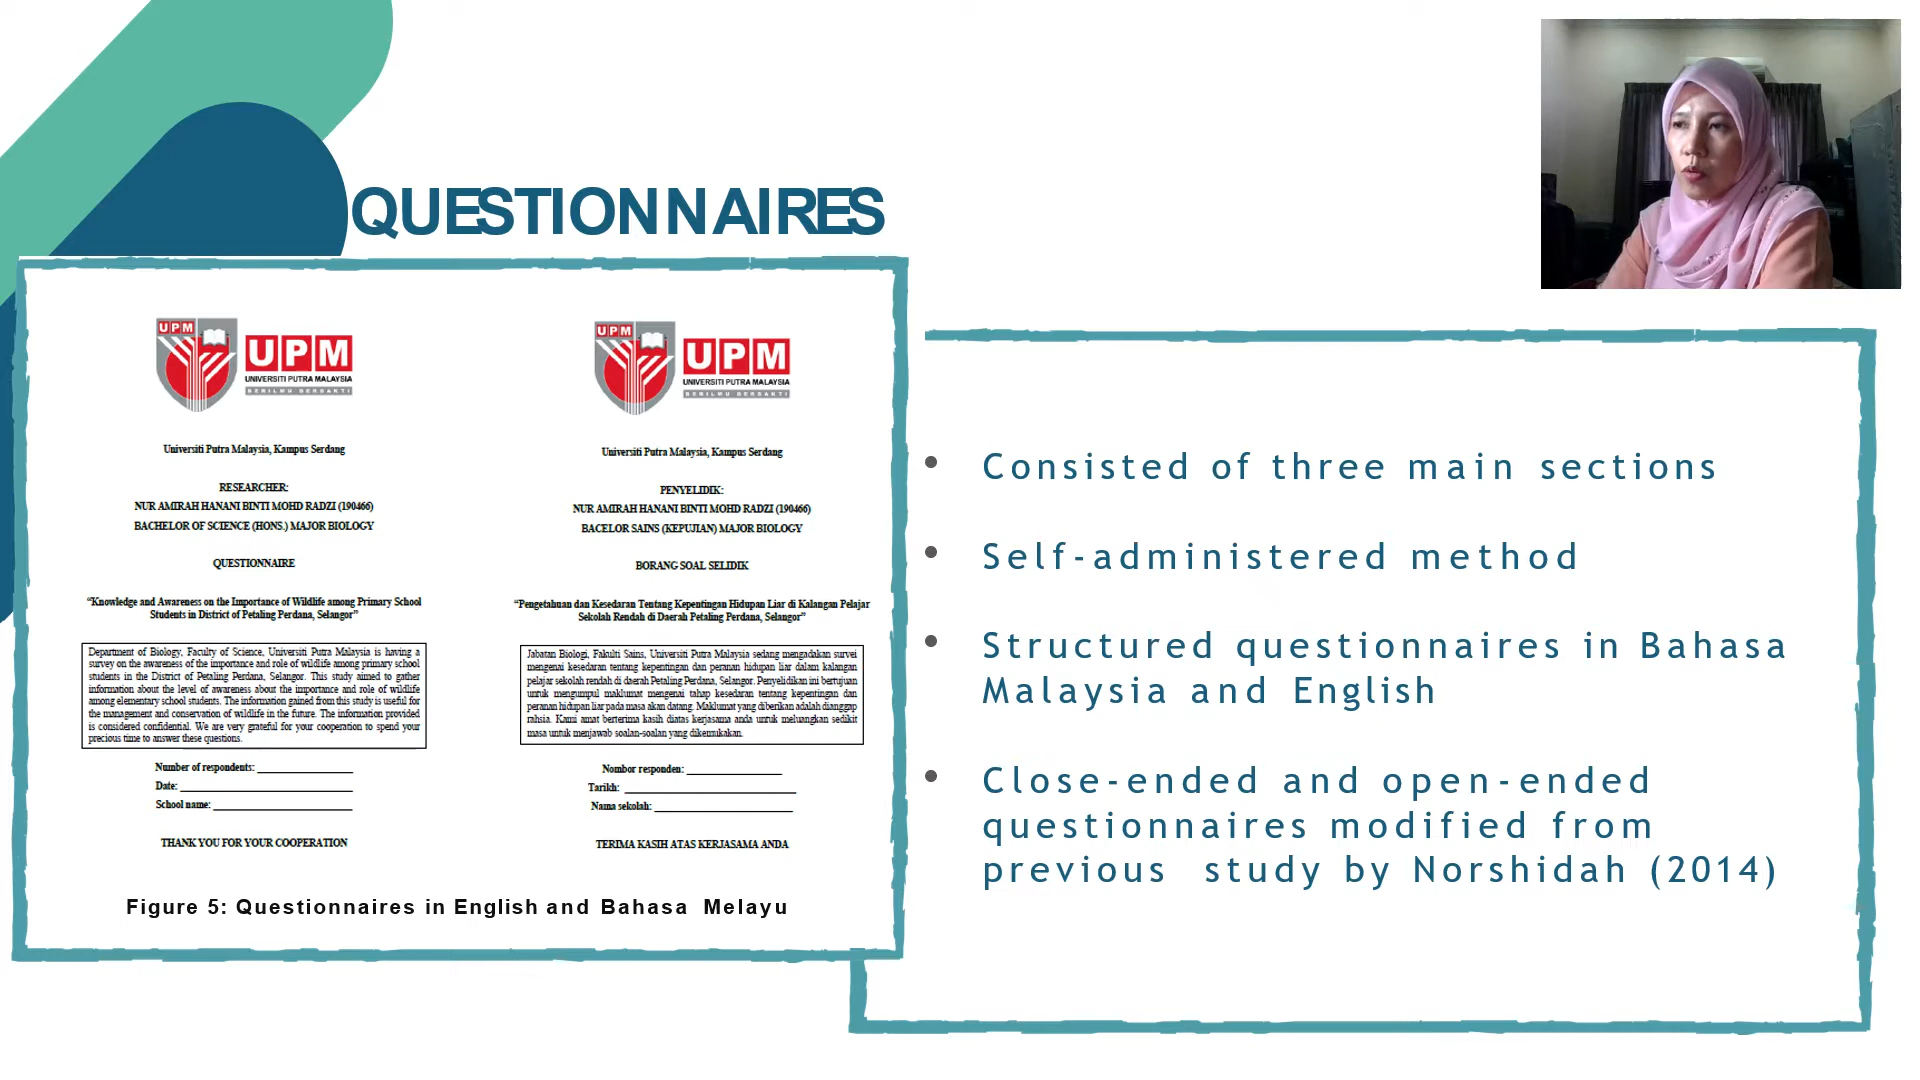 QUESTIONNAIRES
UPM
UPM
UNIVERSITI PUTRA MALAYSIA
BERILMU BERBAKTI
Universiti Putra Malaysia, Kampus Serdang
RESEARCHER:
NUR AMIRAH HANANI BINTI MOHD RADZI (190466)
BACHELOR OF SCIENCE (HONS.) MAJOR BIOLOGY
QUESTIONNAIRE
“Knowledge and Awareness on the Importance of Wildlife among Primary School
Students in District of Petaling Perdana, Selangor”
Department of Biology, Faculty of Science, Universiti Putra Malaysia is having a
survey on the awareness of the importance and role of wildlife among primary school
students in the District of Petaling Perdana, Selangor. This study aimed to gather
information about the level of awareness about the importance and role of wildlife
among elementary school students. The information gained from this study is useful for
the management and conservation of wildlife in the future. The information provided
is considered confidential. We are very grateful for your cooperation to spend your
precious time to answer these questions.
Number of respondents:
Date:
School name:
THANK YOU FOR YOUR COOPERATION
UPM
UPM
UNIVERSITI PUTRA MALAYSIA
BERILMU BERBAKTI
Universiti Putra Malaysia, Kampus Serdang
PENYELIDIK:
NUR AMIRAH HANANI BINTI MOHD RADZI (190466)
BACELOR SAINS (KEPUJIAN) MAJOR BIOLOGY
BORANG SOAL SELIDIK
“Pengetahuan dan Kesedaran Tentang Kepentingan Hidupan Liar di Kalangan Pelajar
Sekolah Rendah di Daerah Petaling Perdana, Selangor”
Jabatan Biologi, Fakulti Sains, Universiti Putra Malaysia sedang mengadakan survei
mengenai kesedaran tentang kepentingan dan peranan hidupan liar dalam kalangan
pelajar sekolah rendah di daerah Petaling Perdana, Selangor. Penyelidikan ini bertujuan
untuk mengumpul maklumat mengenai tahap kesedaran tentang kepentingan dan
peranan hidupan liar pada masa akan datang. Maklumat yang diberikan adalah dianggap
rahsia. Kami amat berterima kasih diatas kerjasama anda untuk meluangkan sedikit
masa untuk menjawab soalan-soalan yang dikemukakan.
Nombor responden:
Tarikh:
Nama sekolah:
TERIMA KASIH ATAS KERJASAMA ANDA
Figure 5: Questionnaires in English and Bahasa Melayu
• Consisted of three main sections
• Self-administered method
• Structured questionnaires in Bahasa
Malaysia and English
• Close-ended and open-ended
questionnaires modified from
previous study by Norshidah (2014)